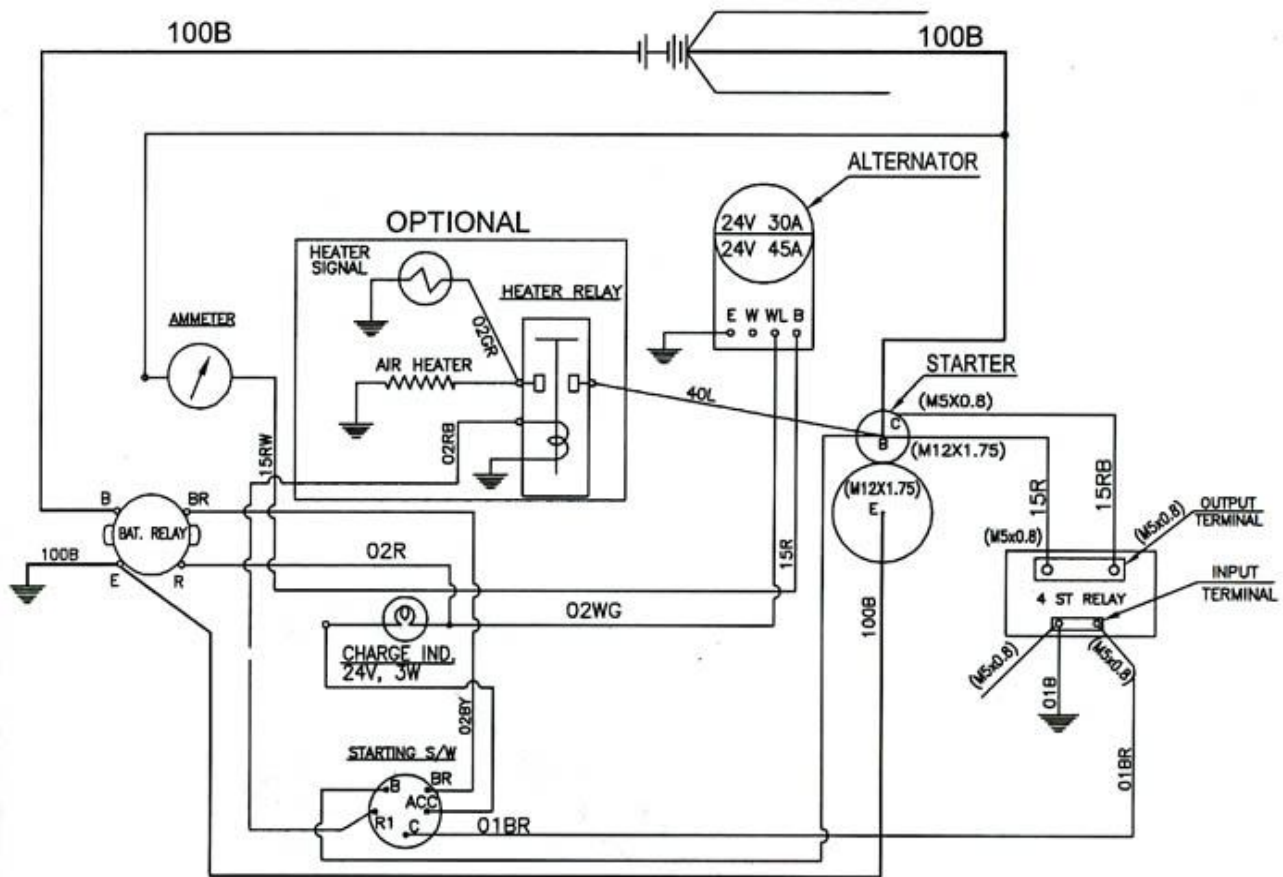 100B
100B
ALTERNATOR
24V 30A
24V 45A
E W WL B
OPTIONAL
HEATER
SIGNAL
HEATER RELAY
02GR
AIR HEATER
02RB
40L
AMMETER
15RW
STARTER
(M5X0.8)
C
B
(M12X1.75)
(M12X1.75)
E
15R
15RB
(M5x0.8)
(M5x0.8)
OUTPUT
TERMINAL
INPUT
TERMINAL
4 ST RELAY
(M5x0.8)
(M5x0.8)
01B
01BR
B
BR
BAT. RELAY
100B
E
R
02R
15R
02WG
100B
CHARGE IND.
24V, 3W
02BY
STARTING S/W
B
BR
ACC
R1
C
01BR